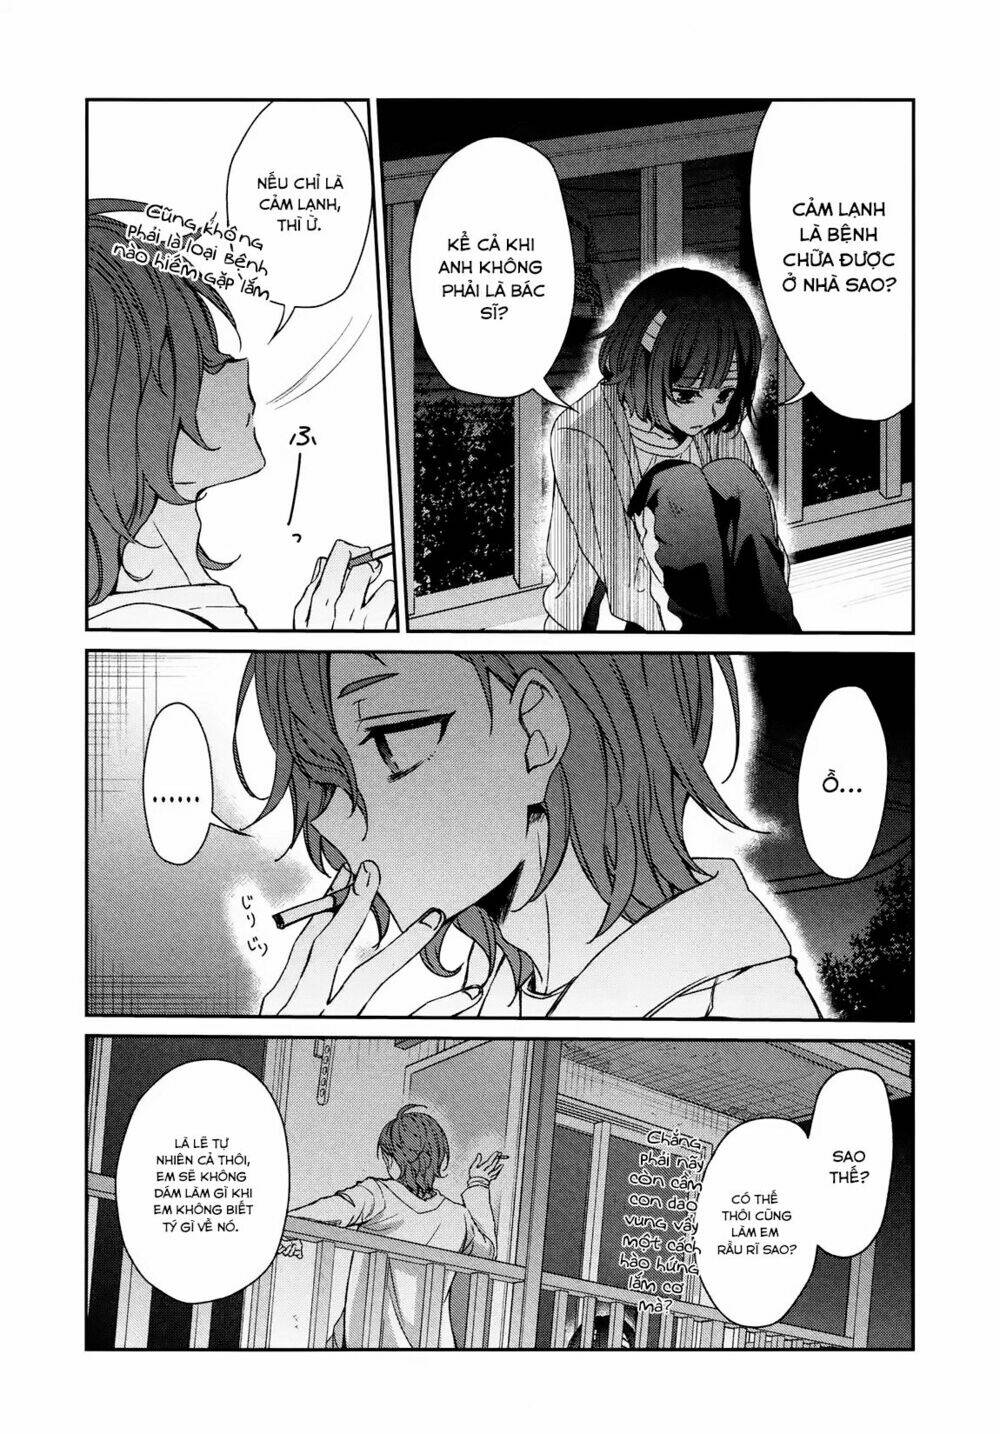 CẢM LẠNH
LÀ BỆNH
CHỮA ĐƯỢC
Ở NHÀ SAO?
KỂ CẢ KHI
ANH KHÔNG
PHẢI LÀ BÁC
SĨ?
NẾU CHỈ LÀ
CẢM LẠNH,
THÌ Ừ.
Cũng không
phải là loại bệnh
nào hiếm gặp lắm
ふーっ
Ồ...
......
じりじり
SAO
THẾ?
CÓ THẾ
THÔI CŨNG
LÀM EM
RẦU RĨ SAO?
Chẳng
phải nãy
còn cầm
con dao
vung vẩy
một cách
hào hứng
lắm cơ
mà?
LÀ LẼ TỰ
NHIÊN CẢ THÔI,
EM SẼ KHÔNG
DÁM LÀM GÌ KHI
EM KHÔNG BIẾT
TÝ GÌ VỀ NÓ.